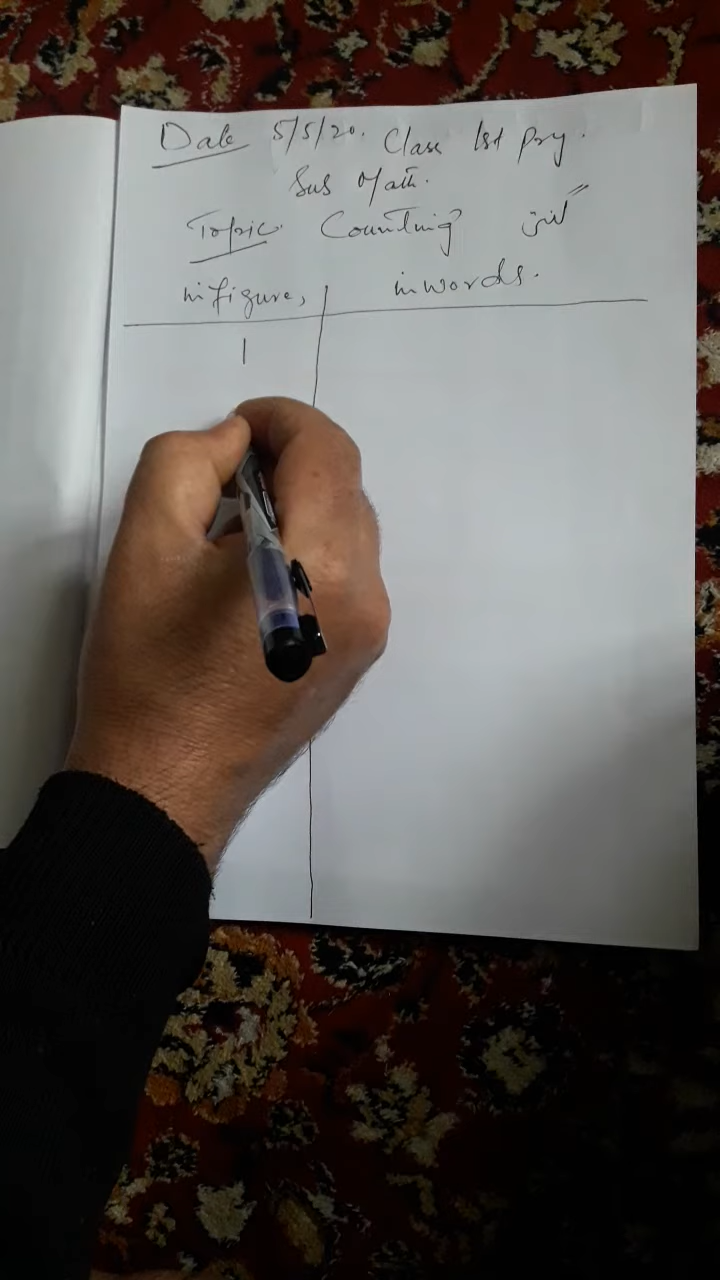 Date 5/5/20. Class 1st Pry.
Sub Math.
Topic. Counting گنتی
in figure, in words.
1